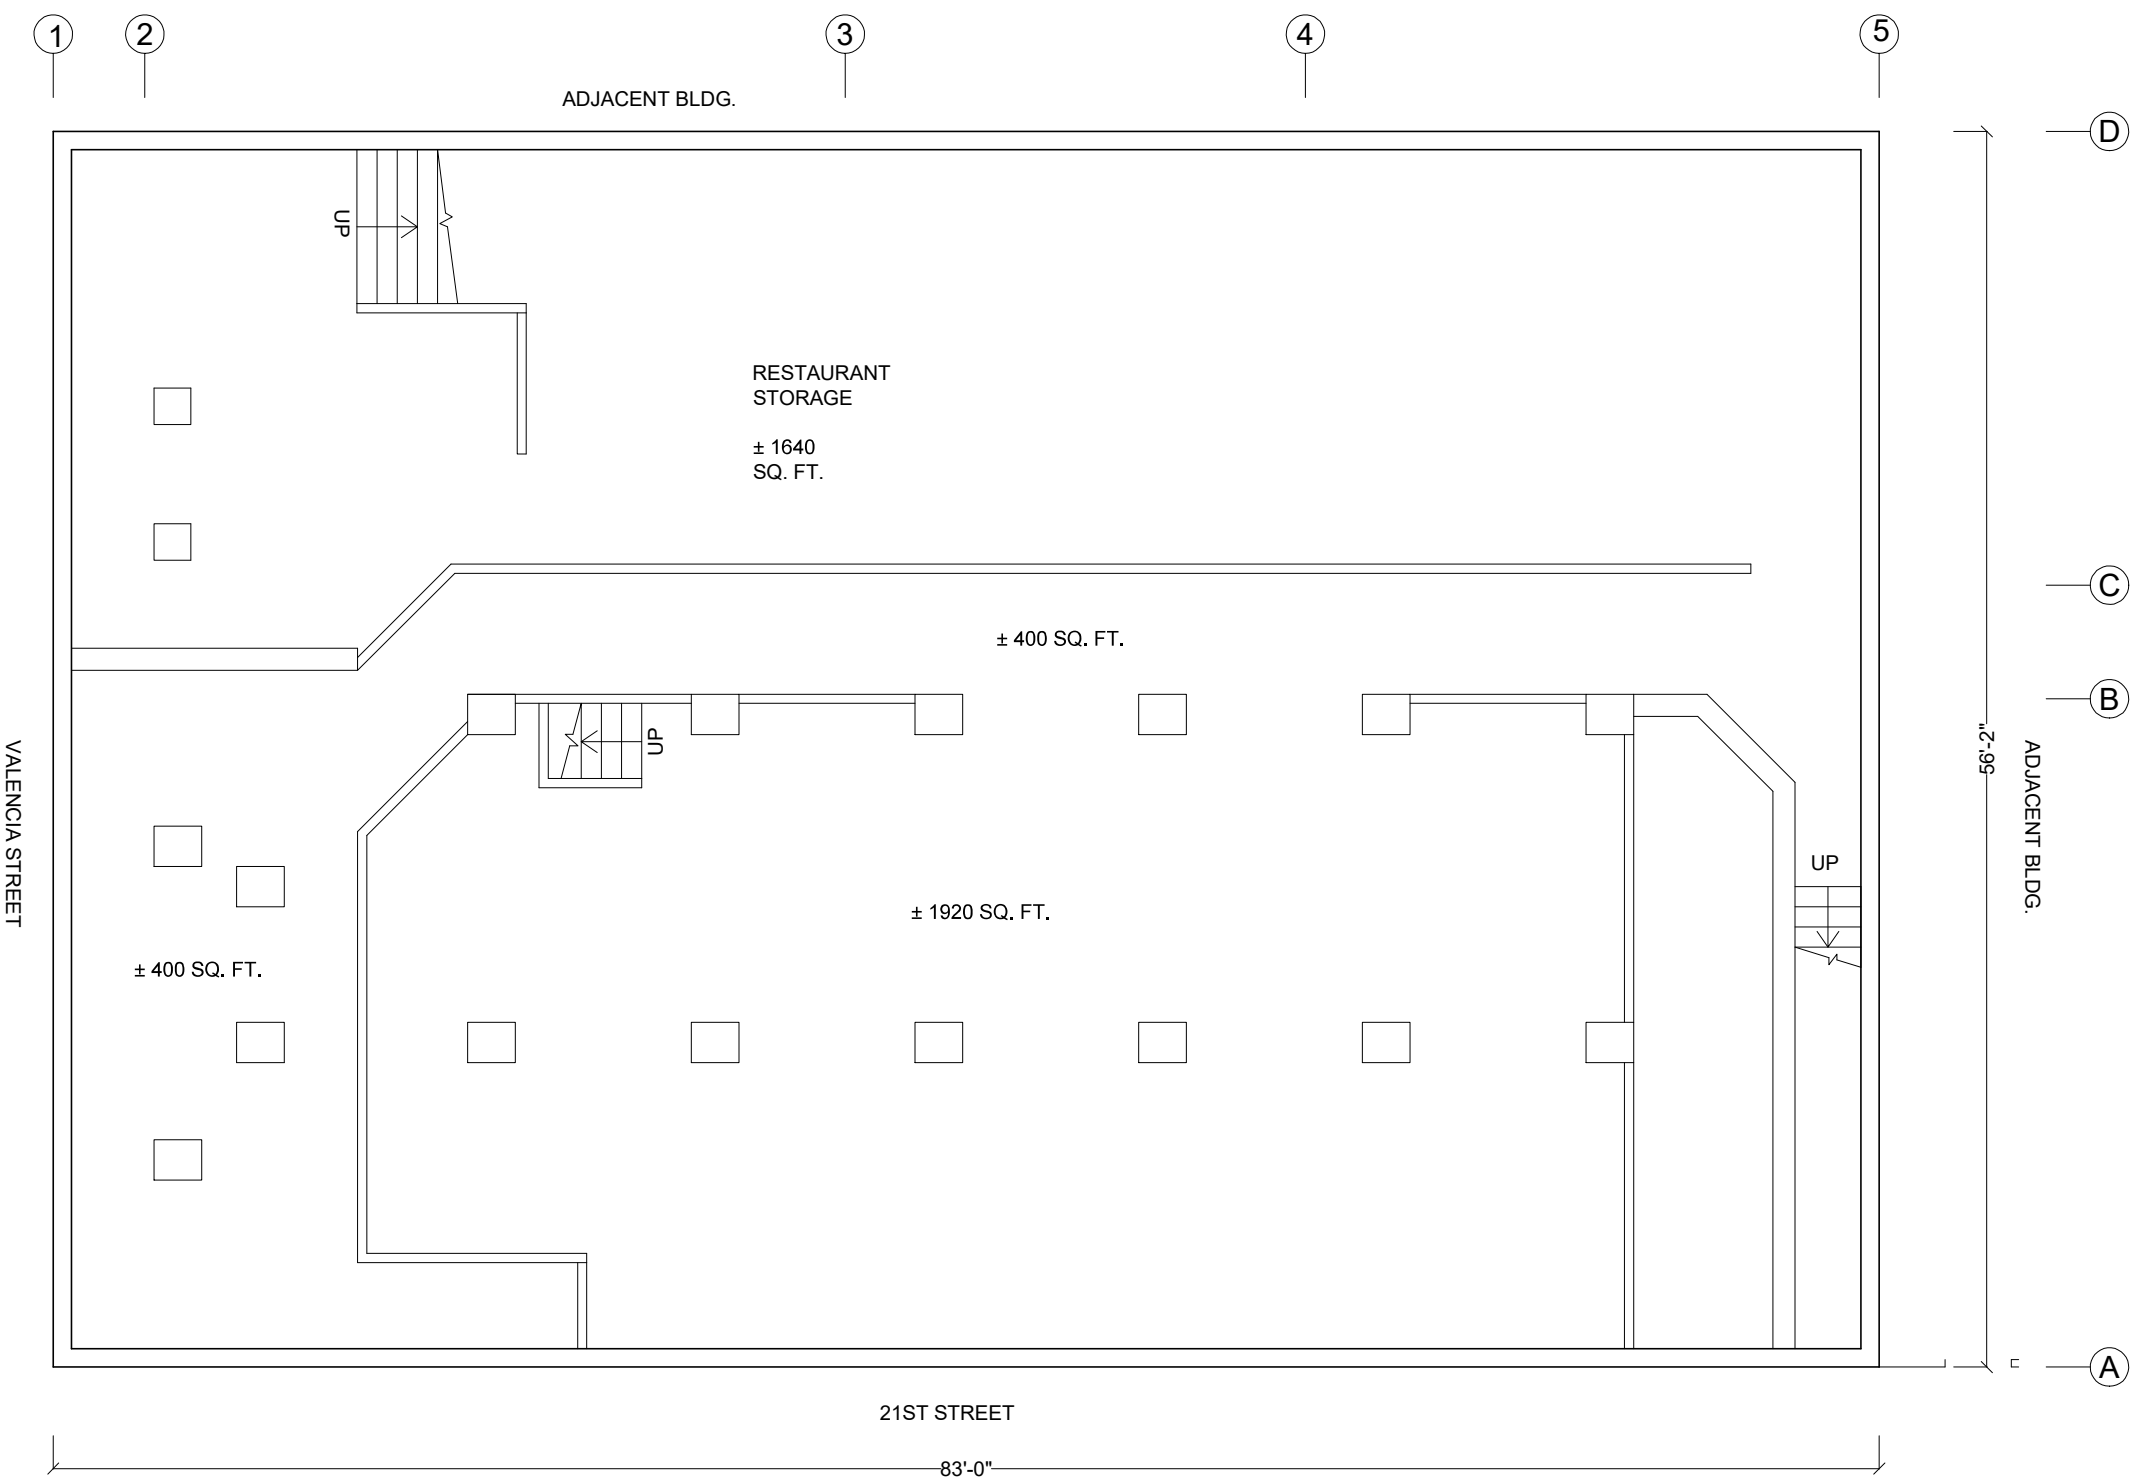 1
2
3
4
5
ADJACENT BLDG.
D
UP
RESTAURANT
STORAGE
± 1640
SQ. FT.
C
± 400 SQ. FT.
B
UP
56'-2"
VALENCIA STREET
ADJACENT BLDG.
UP
± 1920 SQ. FT.
± 400 SQ. FT.
A
21ST STREET
83'-0"